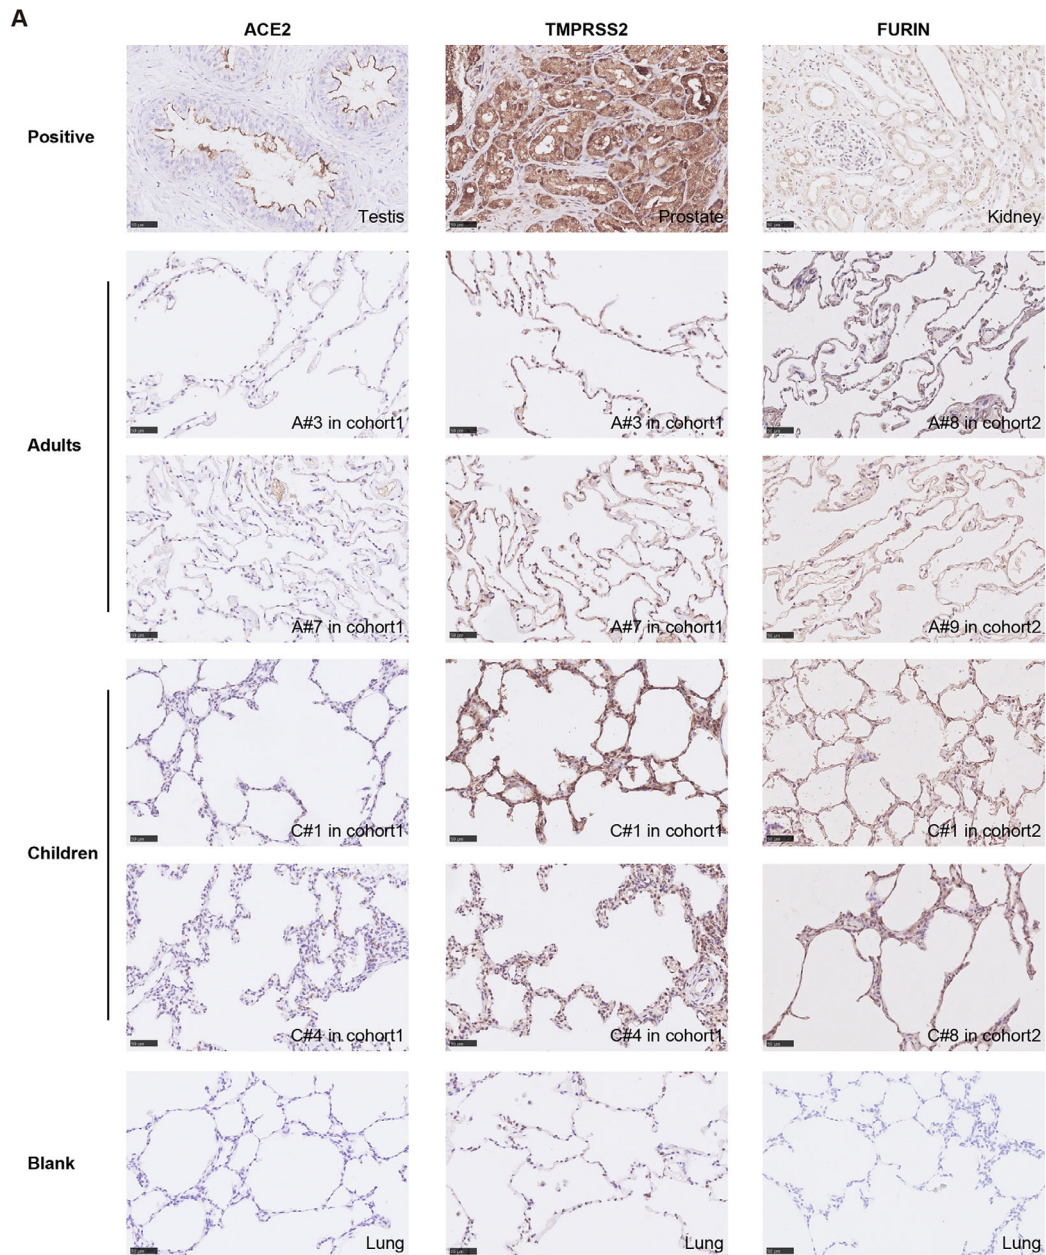 A
ACE2 TMPRSS2 FURIN
Positive
Testis Prostate Kidney
A#3 in cohort1 A#3 in cohort1 A#8 in cohort2
Adults
A#7 in cohort1 A#7 in cohort1 A#9 in cohort2
C#1 in cohort1 C#1 in cohort1 C#1 in cohort2
Children
C#4 in cohort1 C#4 in cohort1 C#8 in cohort2
Blank
Lung Lung Lung